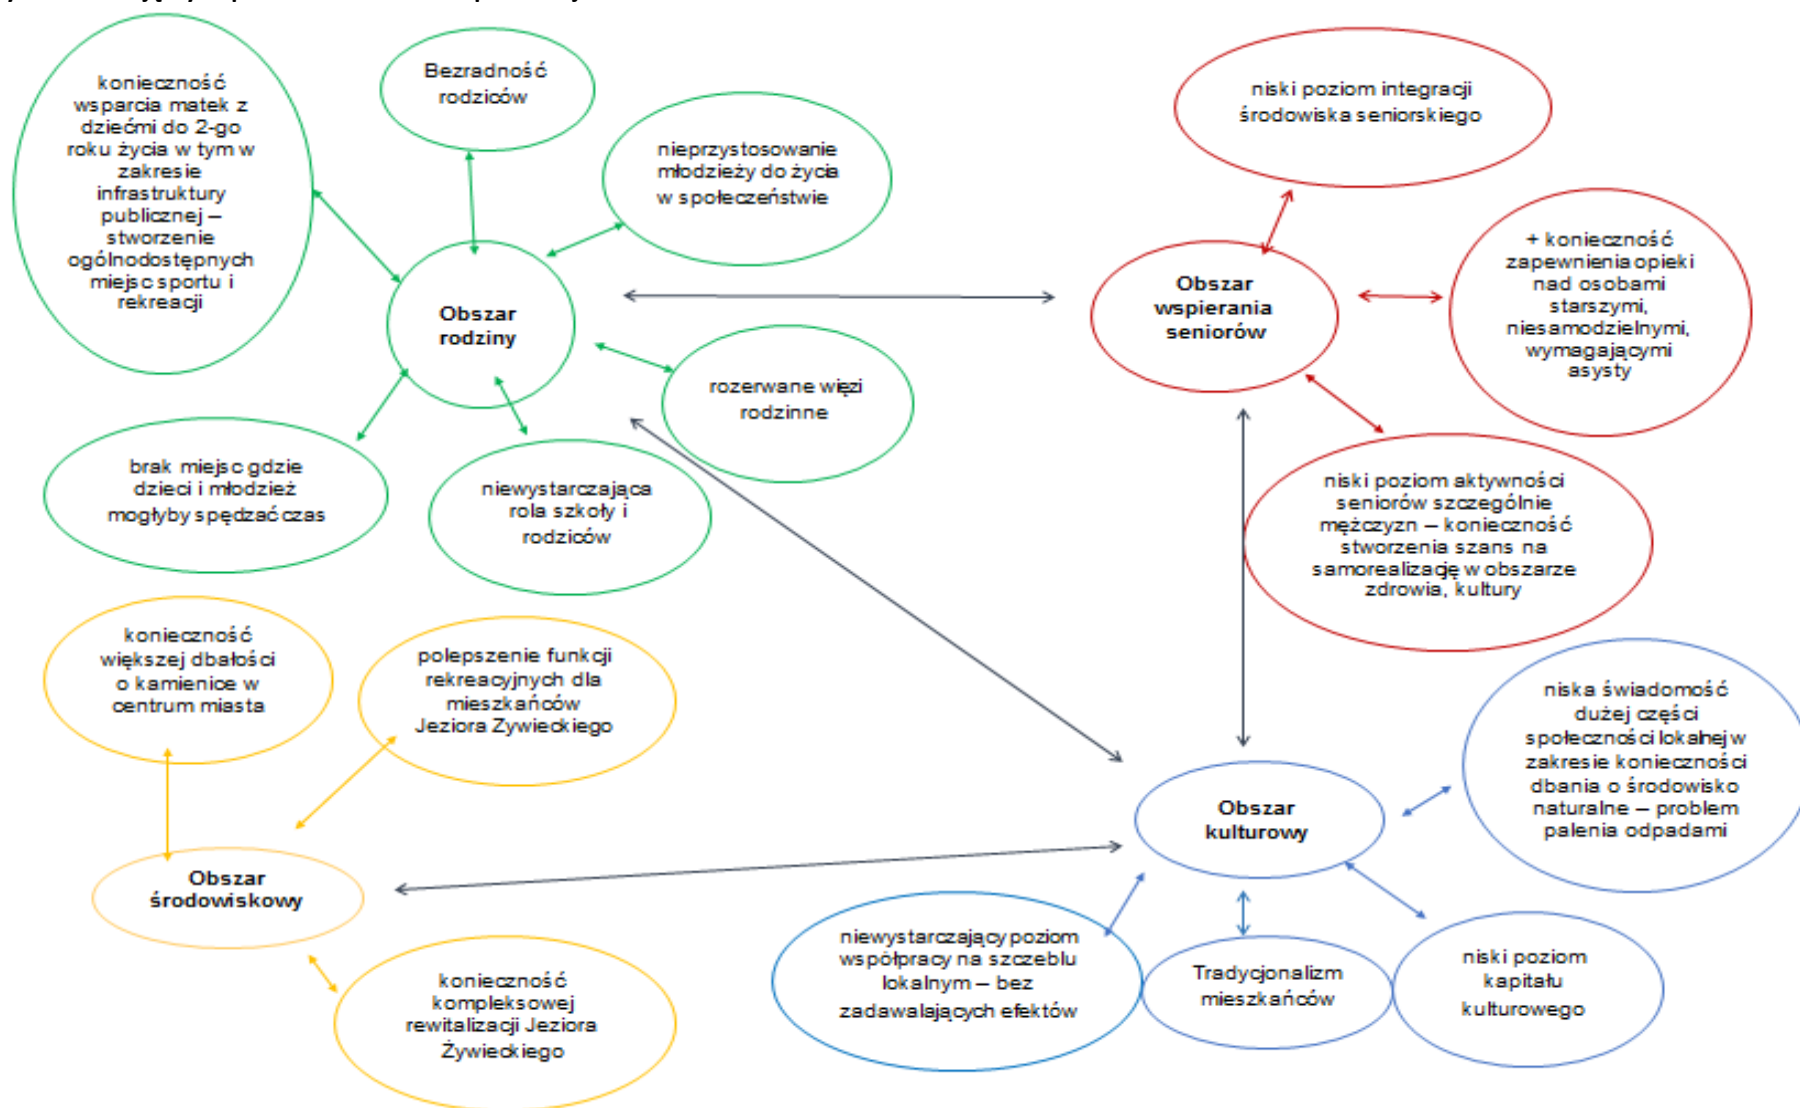 konieczność
wsparcia matek z
dziećmi do 2-go
roku życia w tym w
zakresie
infrastruktury
publicznej –
stworzenie
ogólnodostępnych
miejsc sportu i
rekreacji
Bezradność
rodziców
nieprzystosowanie
młodzieży do życia
w społeczeństwie
Obszar
rodziny
rozerwane więzi
rodzinne
brak miejsc gdzie
dzieci i młodzież
mogłyby spędzać czas
niewystarczająca
rola szkoły i
rodziców
niski poziom integracji
środowiska seniorskiego
Obszar
wspierania
seniorów
+ konieczność
zapewnienia opieki
nad osobami
starszymi,
niesamodzielnymi,
wymagającymi
asysty
niski poziom aktywności
seniorów szczególnie
mężczyzn – konieczność
stworzenia szans na
samorealizację w obszarze
zdrowia, kultury
konieczność
większej dbałości
o kamienice w
centrum miasta
polepszenie funkcji
rekreacyjnych dla
mieszkańców
Jeziora Zywieckiego
Obszar
środowiskowy
konieczność
kompleksowej
rewitalizacji Jeziora
Żywieckiego
Obszar
kulturowy
niska świadomość
dużej części
społeczności lokalnej w
zakresie konieczności
dbania o środowisko
naturalne – problem
palenia odpadami
niewystarczający poziom
współpracy na szczeblu
lokalnym – bez
zadawalających efektów
Tradycjonalizm
mieszkańców
niski poziom
kapitału
kulturowego